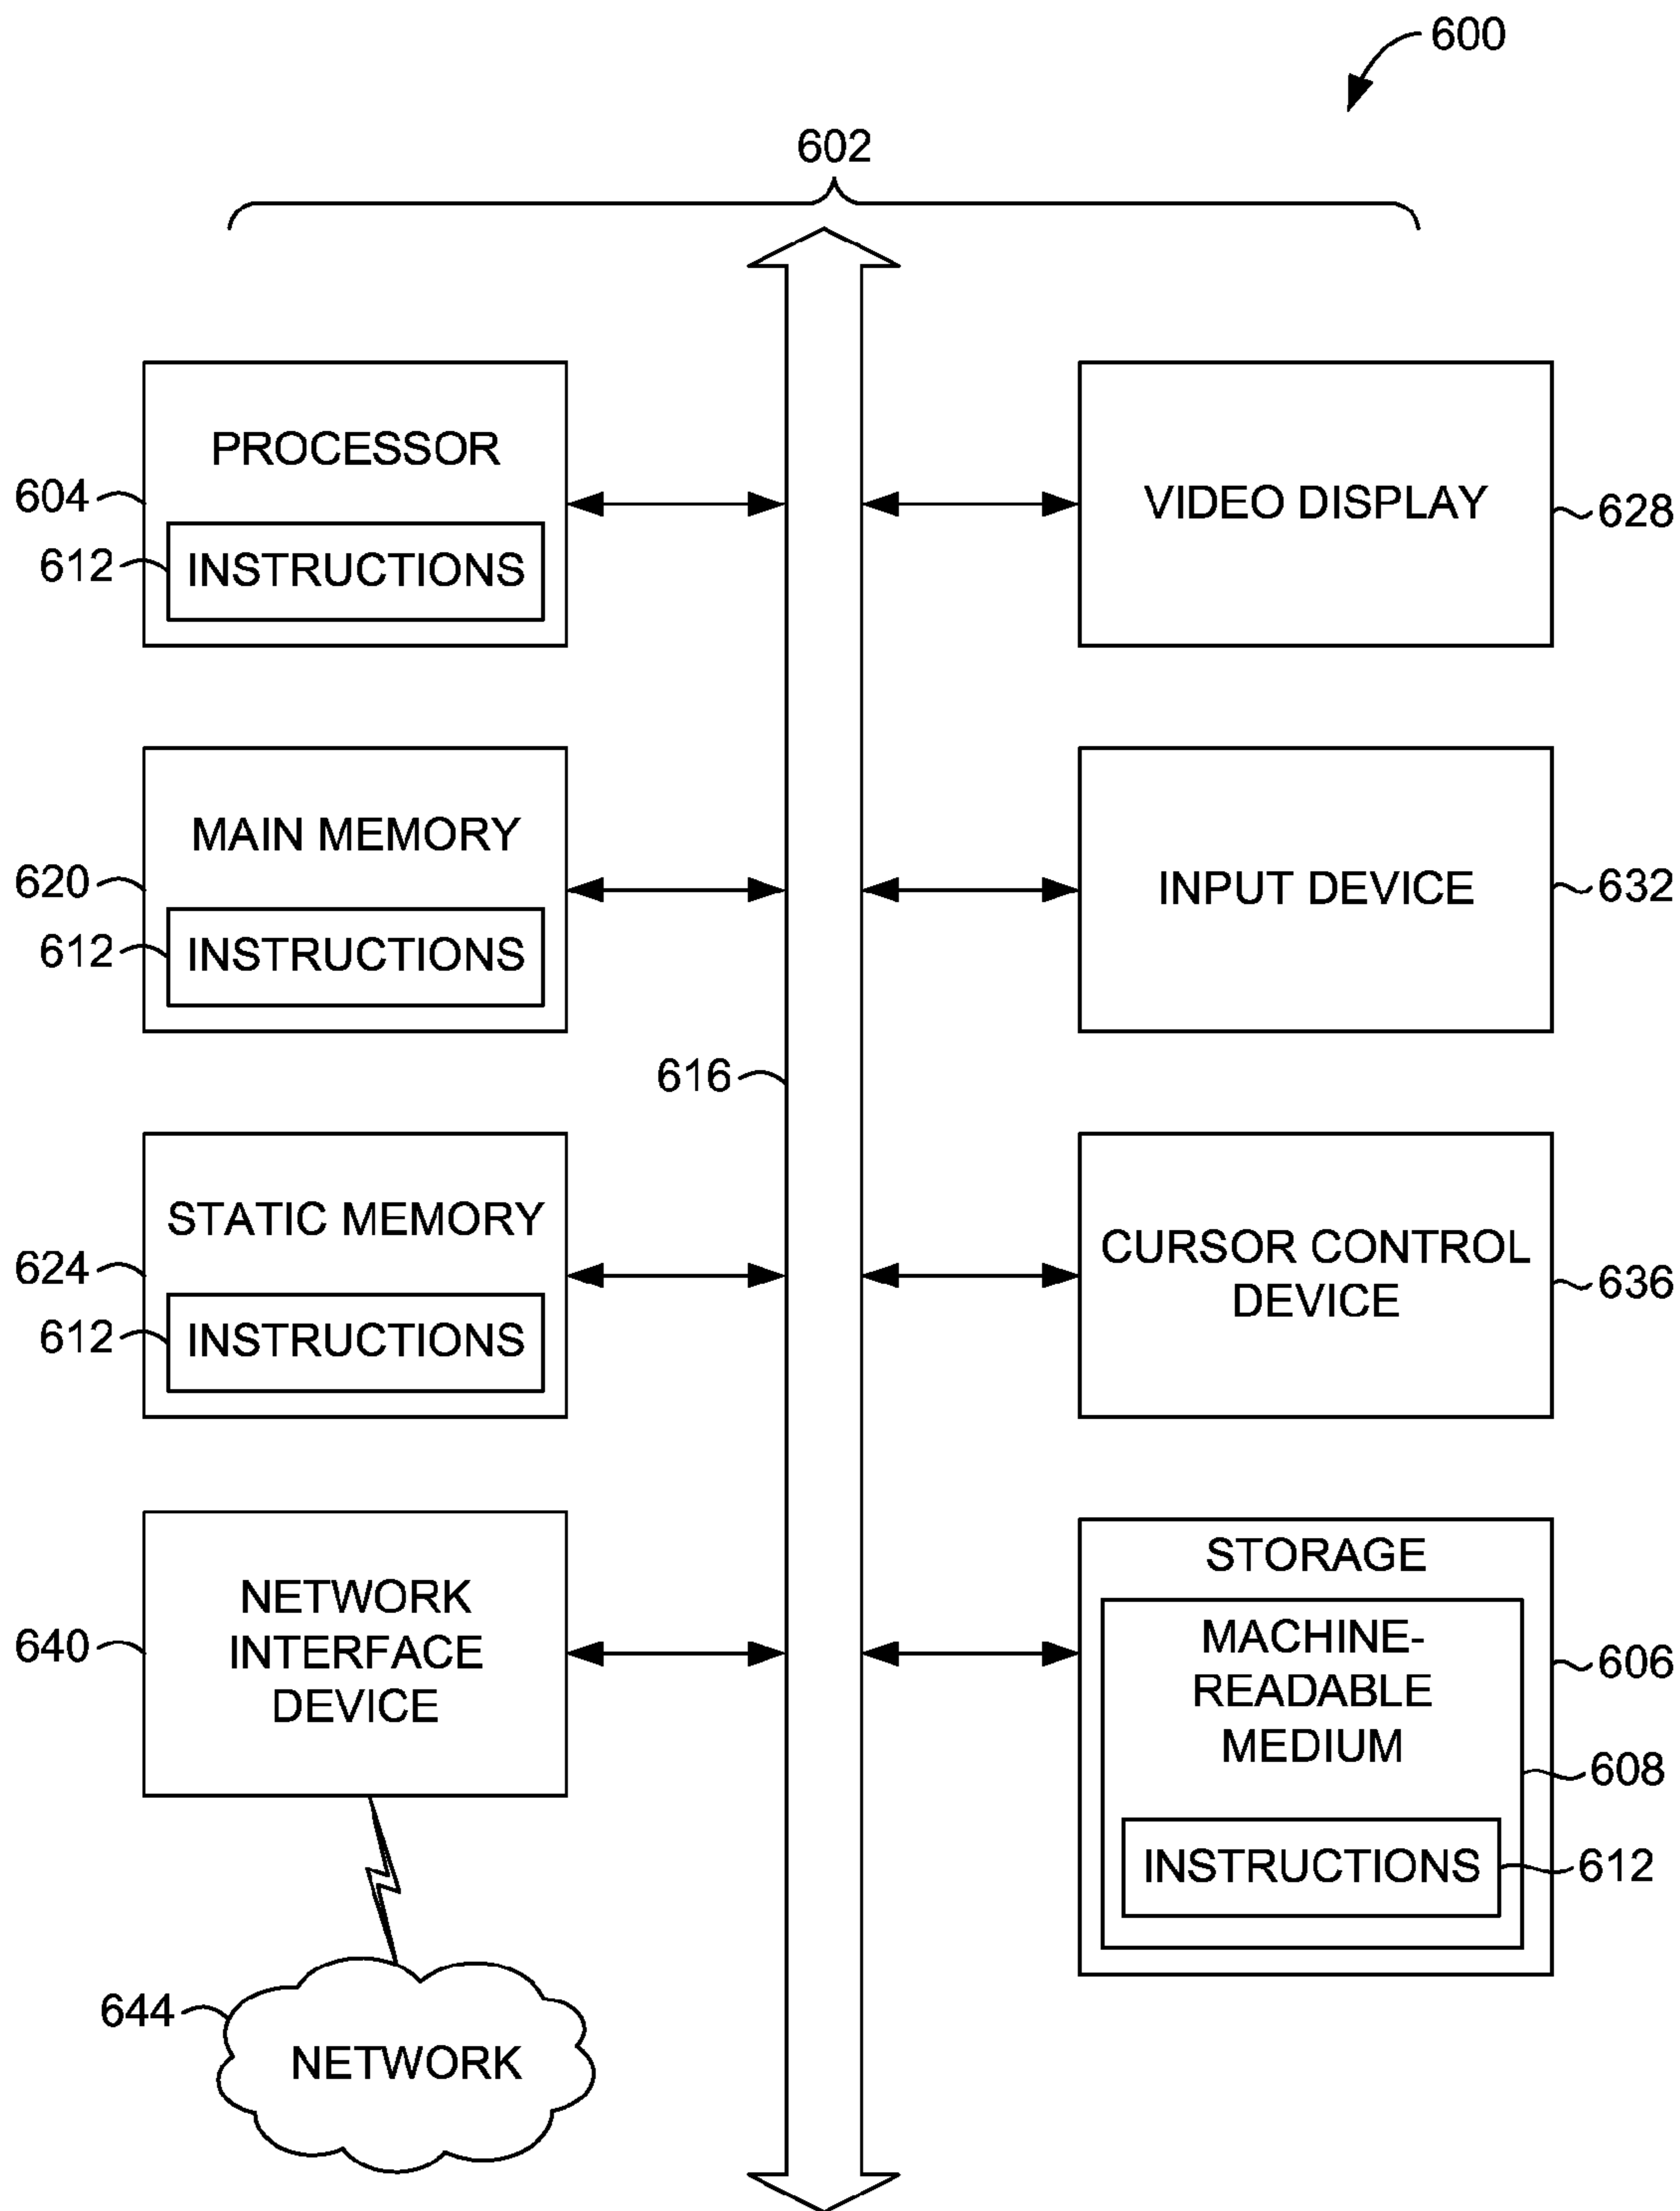 600
602
PROCESSOR
604
612
INSTRUCTIONS
VIDEO DISPLAY
628
MAIN MEMORY
620
612
INSTRUCTIONS
INPUT DEVICE
632
616
STATIC MEMORY
624
612
INSTRUCTIONS
CURSOR CONTROL
DEVICE
636
NETWORK
INTERFACE
DEVICE
640
STORAGE
MACHINE-
READABLE
MEDIUM
606
608
INSTRUCTIONS
612
644
NETWORK